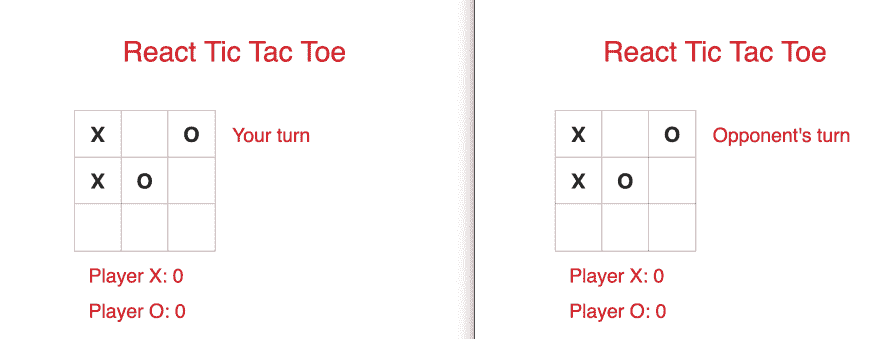 React Tic Tac Toe
X O Your turn
X O
Player X: 0
Player O: 0
React Tic Tac Toe
X O Opponent's turn
X O
Player X: 0
Player O: 0